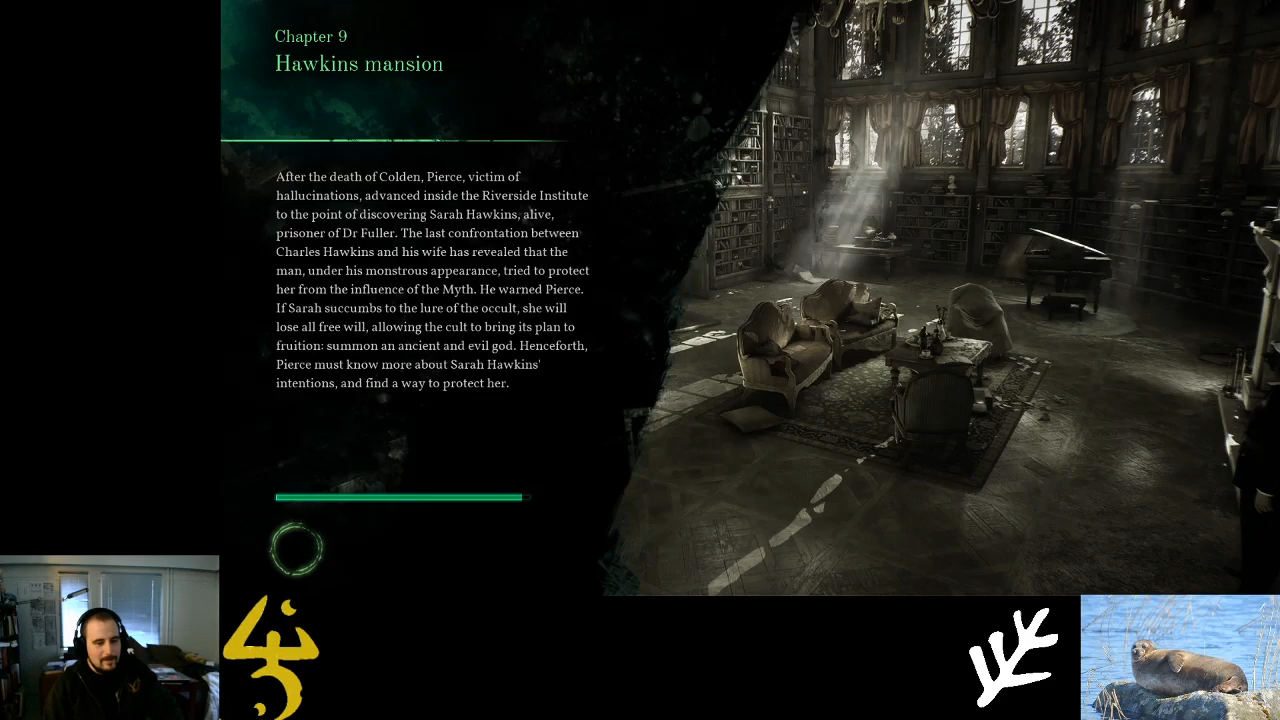 Chapter 9
Hawkins mansion
After the death of Colden, Pierce, victim of
hallucinations, advanced inside the Riverside Institute
to the point of discovering Sarah Hawkins, alive,
prisoner of Dr Fuller. The last confrontation between
Charles Hawkins and his wife has revealed that the
man, under his monstrous appearance, tried to protect
her from the influence of the Myth. He warned Pierce.
If Sarah succumbs to the lure of the occult, she will
lose all free will, allowing the cult to bring its plan to
fruition: summon an ancient and evil god. Henceforth,
Pierce must know more about Sarah Hawkins'
intentions, and find a way to protect her.